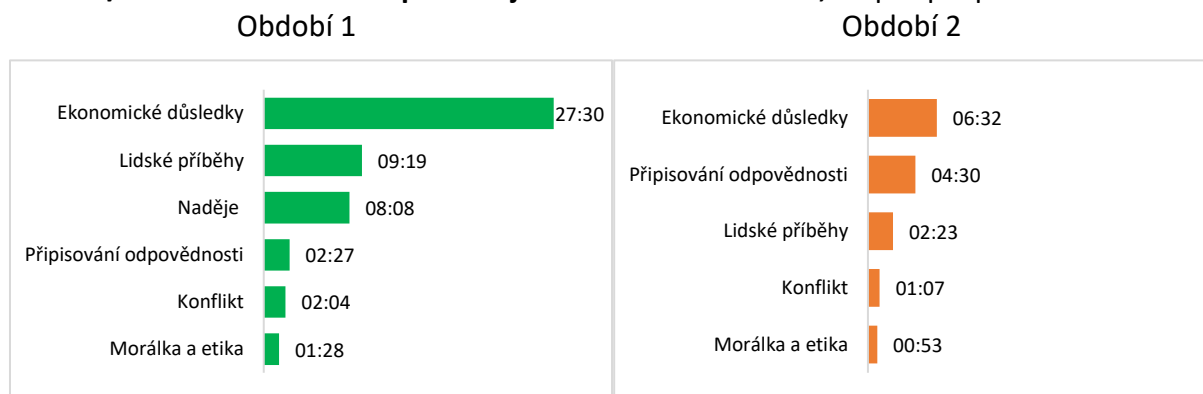 Období 1
Ekonomické důsledky 27:30
Lidské příběhy 09:19
Naděje 08:08
Připisování odpovědnosti 02:27
Konflikt 02:04
Morálka a etika 01:28
Období 2
Ekonomické důsledky 06:32
Připisování odpovědnosti 04:30
Lidské příběhy 02:23
Konflikt 01:07
Morálka a etika 00:53